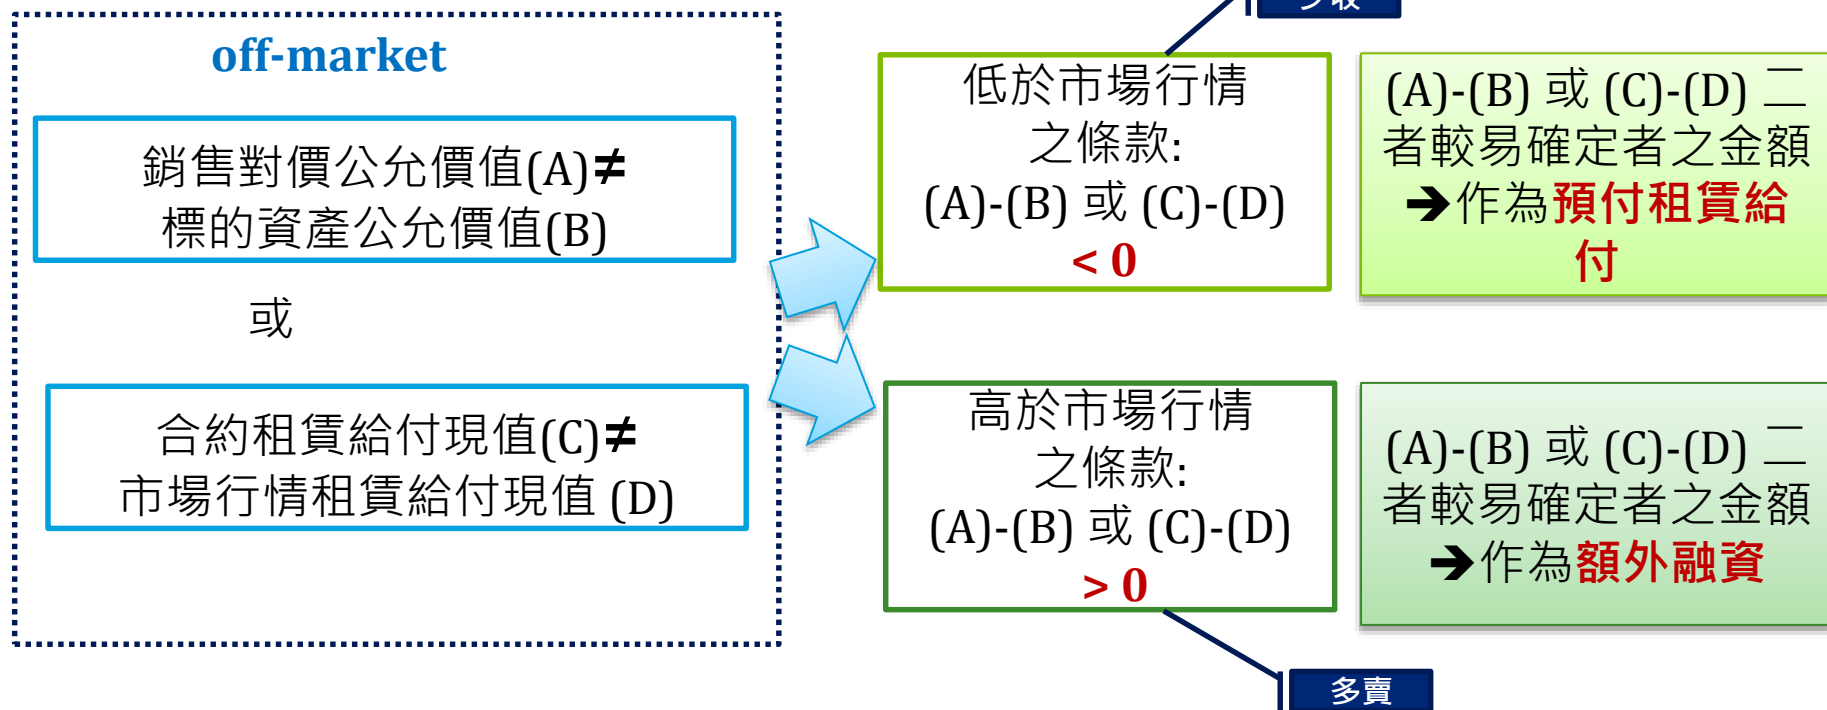 off-market
銷售對價公允價值(A)≠
標的資產公允價值(B)
或
合約租賃給付現值(C)≠
市場行情租賃給付現值 (D)
低於市場行情
之條款:
(A)-(B) 或 (C)-(D)
< 0
(A)-(B) 或 (C)-(D) 二
者較易確定者之金額
➔作為預付租賃給
付
高於市場行情
之條款:
(A)-(B) 或 (C)-(D)
> 0
(A)-(B) 或 (C)-(D) 二
者較易確定者之金額
➔作為額外融資
多賣